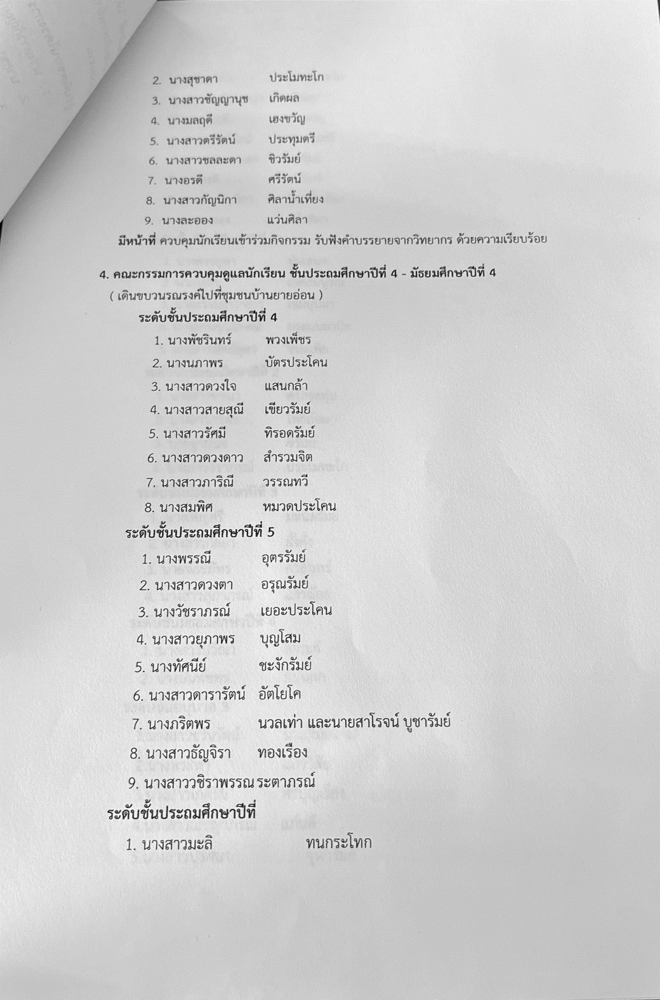 2. นางสุชาดา ประโมทะโก
3. นางสาวชัญญานุช เกิดผล
4. นางมลฤดี เฮงขวัญ
5. นางสาวตรีรัตน์ ประทุมตรี
6. นางสาวชลละดา ชิวรัมย์
7. นางอรดี ศรีรัตน์
8. นางสาวกัญนิกา ศิลาน้ำเที่ยง
9. นางละออง แว่นศิลา
มีหน้าที่ ควบคุมนักเรียนเข้าร่วมกิจกรรม รับฟังคำบรรยายจากวิทยากร ด้วยความเรียบร้อย
4. คณะกรรมการควบคุมดูแลนักเรียน ชั้นประถมศึกษาปีที่ 4 - มัธยมศึกษาปีที่ 4
( เดินขบวนรณรงค์ไปที่ชุมชนบ้านยายอ่อน )
ระดับชั้นประถมศึกษาปีที่ 4
1. นางพัชรินทร์ พวงเพ็ชร
2. นางนภาพร บัตรประโคน
3. นางสาวดวงใจ แสนกล้า
4. นางสาวสายสุณี เขียวรัมย์
5. นางสาวรัศมี ทิรอดรัมย์
6. นางสาวดวงดาว สำรวมจิต
7. นางสาวภาริณี วรรณทวี
8. นางสมพิศ หมวดประโคน
ระดับชั้นประถมศึกษาปีที่ 5
1. นางพรรณี อุตรรัมย์
2. นางสาวดวงตา อรุณรัมย์
3. นางวัชราภรณ์ เยอะประโคน
4. นางสาวยุภาพร บุญโสม
5. นางทัศนีย์ ชะงักรัมย์
6. นางสาวดารารัตน์ อัตโยโค
7. นางภริตพร นวลเท่า และนายสาโรจน์ บูชารัมย์
8. นางสาวธัญจิรา ทองเรือง
9. นางสาววชิราพรรณ ระตาภรณ์
ระดับชั้นประถมศึกษาปีที่
1. นางสาวมะลิ ทนกระโทก